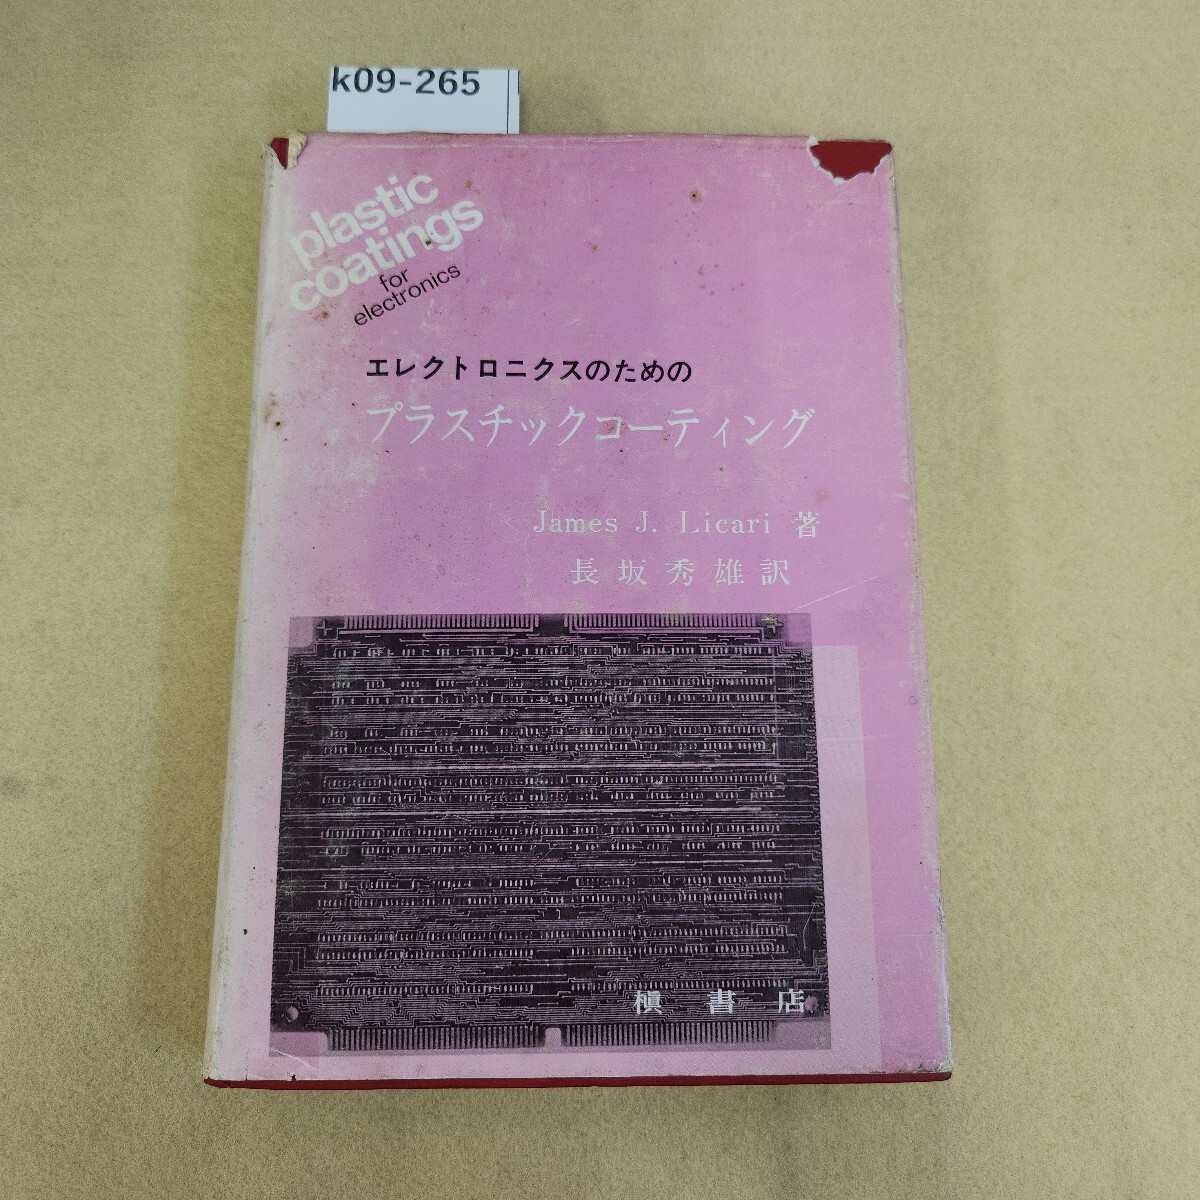 k09-265
plastic
coatings
for
electronics
エレクトロニクスのための
プラスチックコーティング
James J. Licari 著
長坂秀雄訳
槇書店